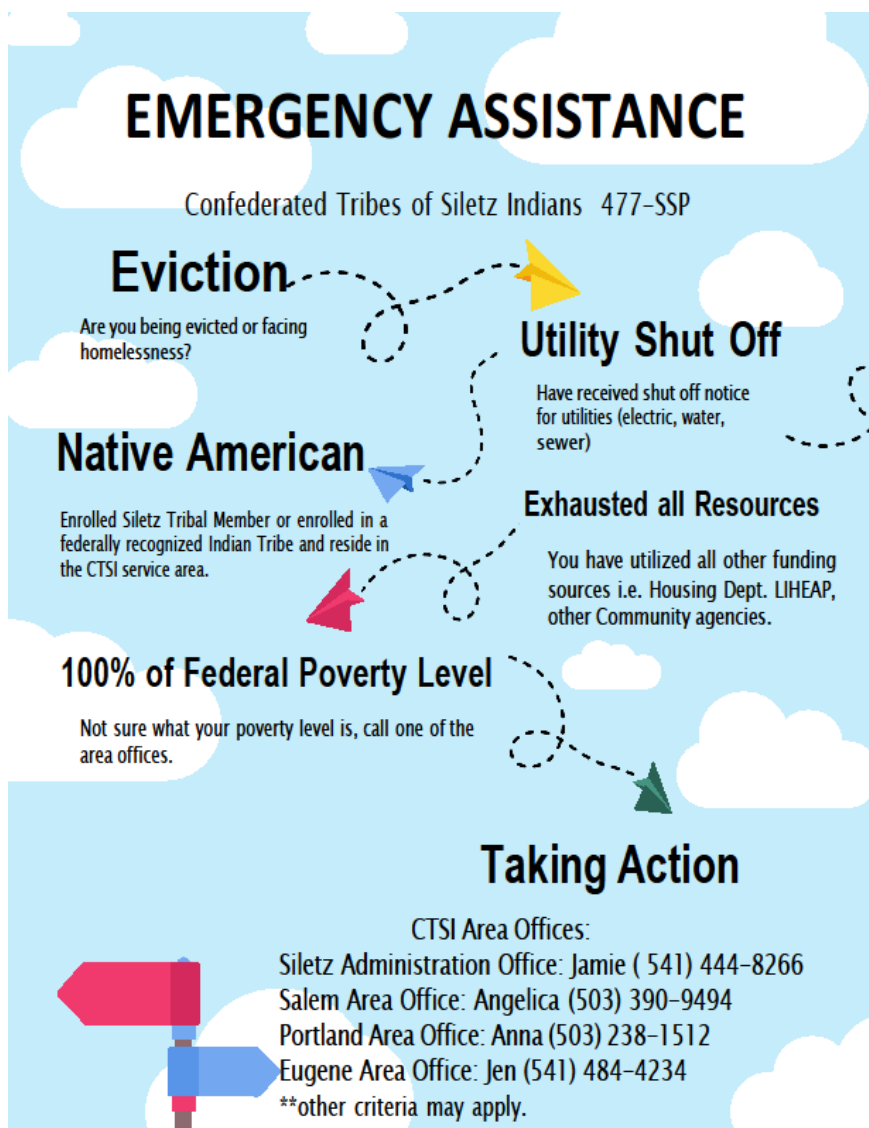 EMERGENCY ASSISTANCE
Confederated Tribes of Siletz Indians 477-SSP
Eviction
Are you being evicted or facing
homelessness?
Utility Shut Off
Have received shut off notice
for utilities (electric, water,
sewer)
Native American
Enrolled Siletz Tribal Member or enrolled in a
federally recognized Indian Tribe and reside in
the CTSI service area.
Exhausted all Resources
You have utilized all other funding
sources i.e. Housing Dept. LIHEAP,
other Community agencies.
100% of Federal Poverty Level
Not sure what your poverty level is, call one of the
area offices.
Taking Action
CTSI Area Offices:
Siletz Administration Office: Jamie ( 541) 444-8266
Salem Area Office: Angelica (503) 390-9494
Portland Area Office: Anna (503) 238-1512
Eugene Area Office: Jen (541) 484-4234
**other criteria may apply.